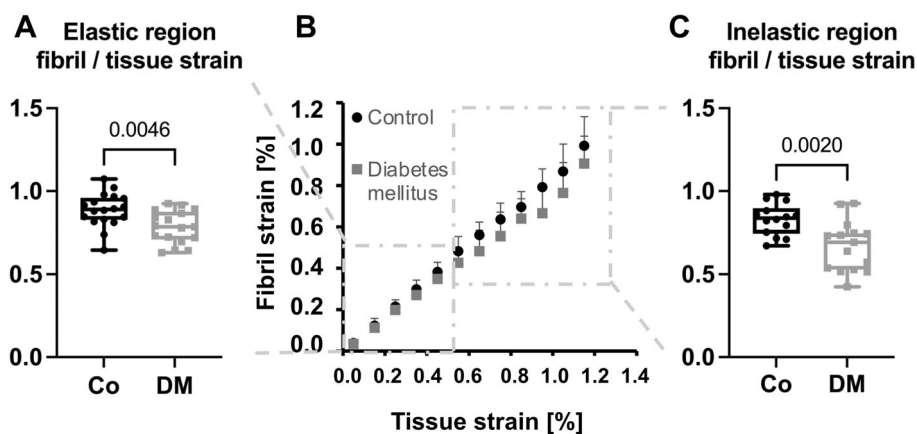 A
Elastic region
fibril / tissue strain
1.5
1.0
0.5
0.0
0.0046
Co
DM
B
Fibril strain [%]
1.2
1.0
0.8
0.6
0.4
0.2
0.0
Control
Diabetes
mellitus
0.0 0.2 0.4 0.6 0.8 1.0 1.2 1.4
Tissue strain [%]
C
Inelastic region
fibril / tissue strain
1.5
1.0
0.5
0.0
0.0020
Co
DM